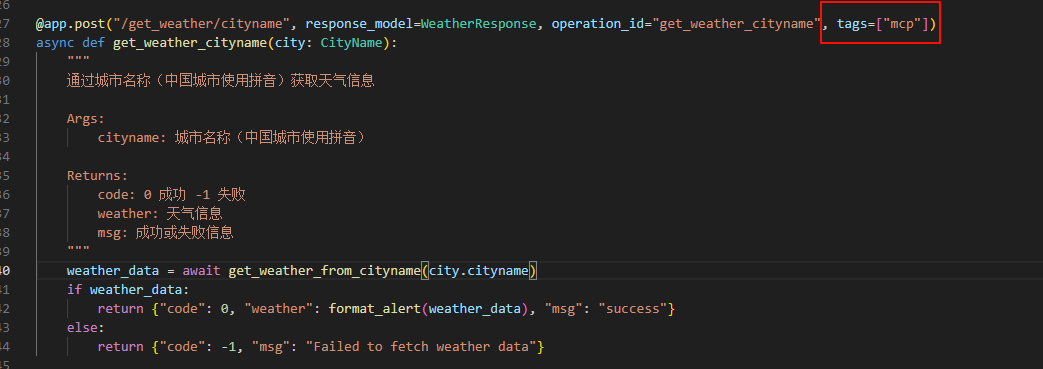 26
27 @app.post("/get_weather/cityname", response_model=WeatherResponse, operation_id="get_weather_cityname", tags=["mcp"])
28 async def get_weather_cityname(city: CityName):
29 """
30 通过城市名称（中国城市使用拼音）获取天气信息
31
32 Args:
33 cityname: 城市名称（中国城市使用拼音）
34
35 Returns:
36 code: 0 成功 -1 失败
37 weather: 天气信息
38 msg: 成功或失败信息
39 """
40 weather_data = await get_weather_from_cityname(city.cityname)
41 if weather_data:
42 return {"code": 0, "weather": format_alert(weather_data), "msg": "success"}
43 else:
44 return {"code": -1, "msg": "Failed to fetch weather data"}
45